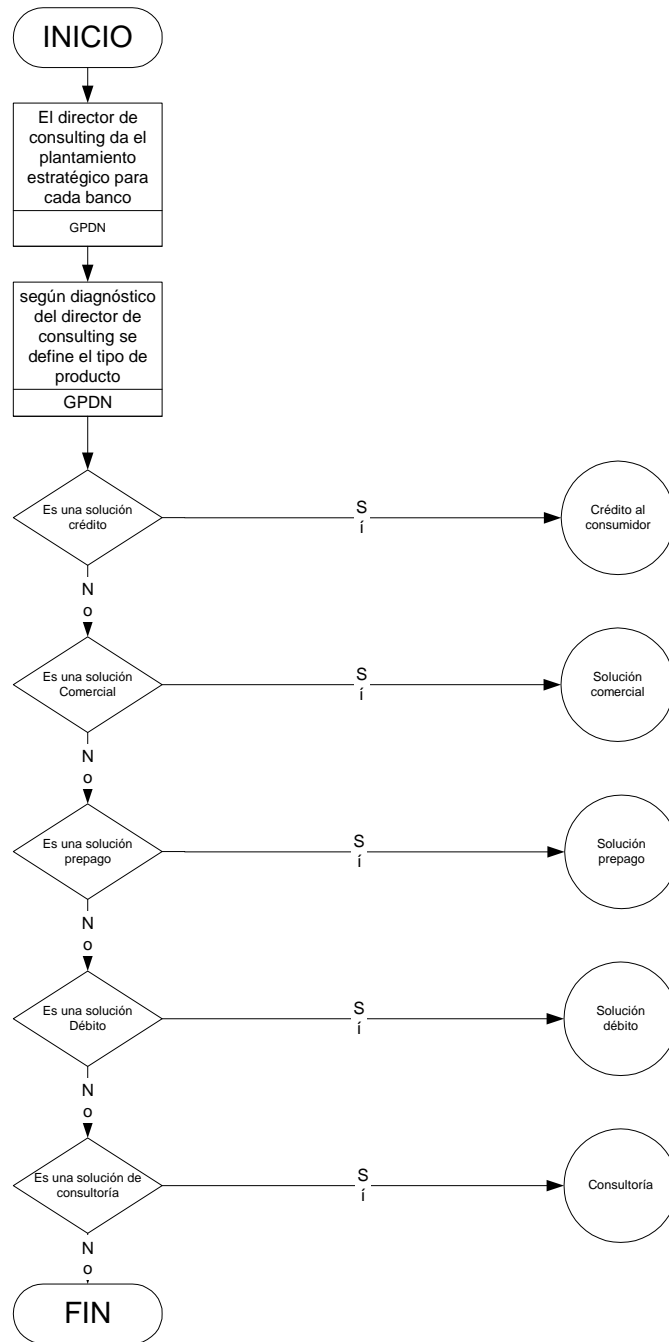 INICIO
El director de
consulting da el
plantamiento
estratégico para
cada banco
GPDN
según diagnóstico
del director de
consulting se
define el tipo de
producto
GPDN
Es una solución
crédito
S
í
Crédito al
consumidor
N
o
Es una solución
Comercial
S
í
Solución
comercial
N
o
Es una solución
prepago
S
í
Solución
prepago
N
o
Es una solución
Débito
S
í
Solución
débito
N
o
Es una solución de
consultoría
S
í
Consultoría
N
o
FIN